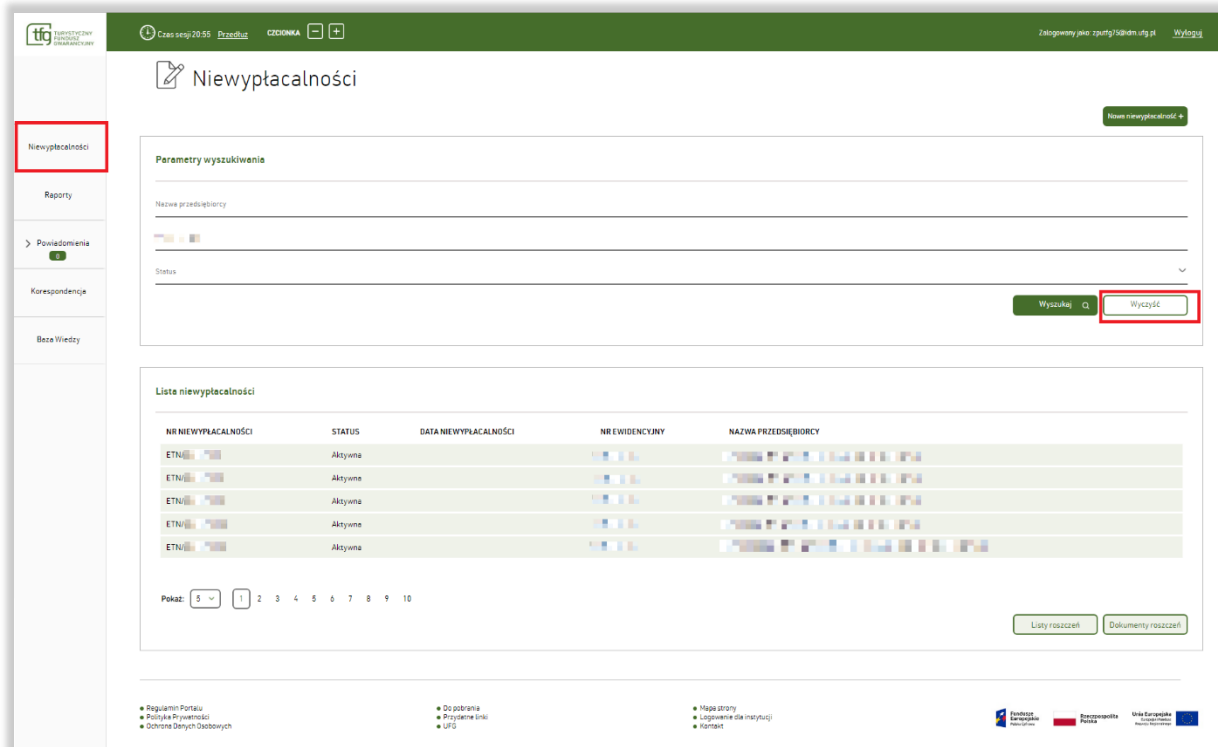 tfg TURYSTYCZNY FUNDUSZ GWARANCYJNY
Czas sesji 20:55 Przedłuż CZCIONKA − +
Zalogowany jako: zputfg75@idm.ufg.pl Wyloguj
Niewypłacalności
Nowa niewypłacalność +
Niewypłacalności
Raporty
Powiadomienia
0
Korespondencja
Baza Wiedzy
Parametry wyszukiwania
Nazwa przedsiębiorcy
Status
Wyszukaj Wyczyść
Lista niewypłacalności
NR NIEWYPŁACALNOŚCI STATUS DATA NIEWYPŁACALNOŚCI NR EWIDENCYJNY NAZWA PRZEDSIĘBIORCY
ETN/ Aktywna
ETN/ Aktywna
ETN/ Aktywna
ETN/ Aktywna
ETN/ Aktywna
Pokaż: 5 1 2 3 4 5 6 7 8 9 10
Listy roszczeń Dokumenty roszczeń
Regulamin Portalu
Polityka Prywatności
Ochrona Danych Osobowych
Do pobrania
Przydatne linki
UFG
Mapa strony
Logowanie dla instytucji
Kontakt
Fundusze Europejskie
Polska Cyfrowa
Rzeczpospolita Polska
Unia Europejska